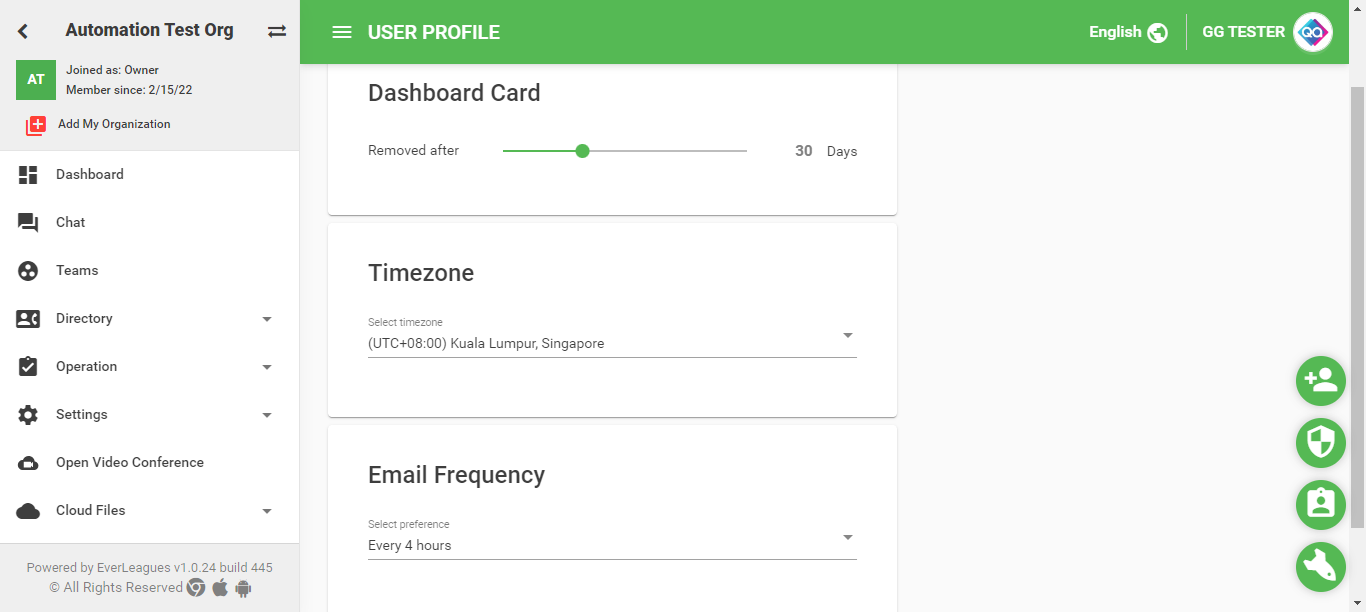 Automation Test Org
AT
Joined as: Owner
Member since: 2/15/22
Add My Organization
Dashboard
Chat
Teams
Directory
Operation
Settings
Open Video Conference
Cloud Files
Powered by EverLeagues v1.0.24 build 445
© All Rights Reserved
USER PROFILE
English
GG TESTER
QA
Dashboard Card
Removed after 30 Days
Timezone
Select timezone
(UTC+08:00) Kuala Lumpur, Singapore
Email Frequency
Select preference
Every 4 hours